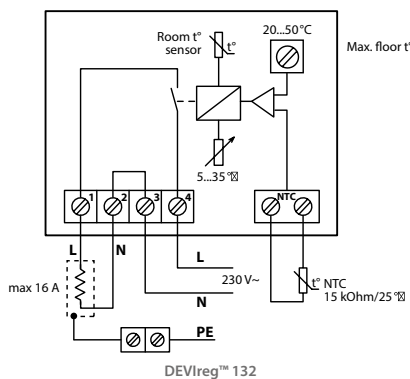 Room t°
sensor
t°
20...50 °C
Max. floor t°
5...35 °
1
2
3
4
NTC
L
N
L
230 V~
N
max 16 A
t° NTC
15 kOhm/25 °
PE
DEVIreg™ 132